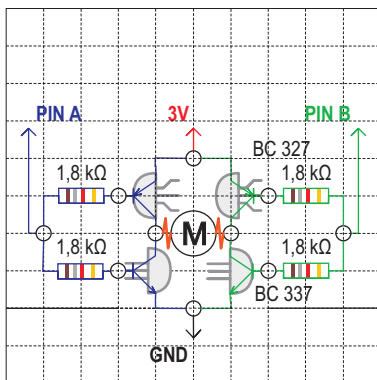 PIN A
3V
PIN B
BC 327
1,8 kΩ
1,8 kΩ
M
1,8 kΩ
1,8 kΩ
BC 337
GND